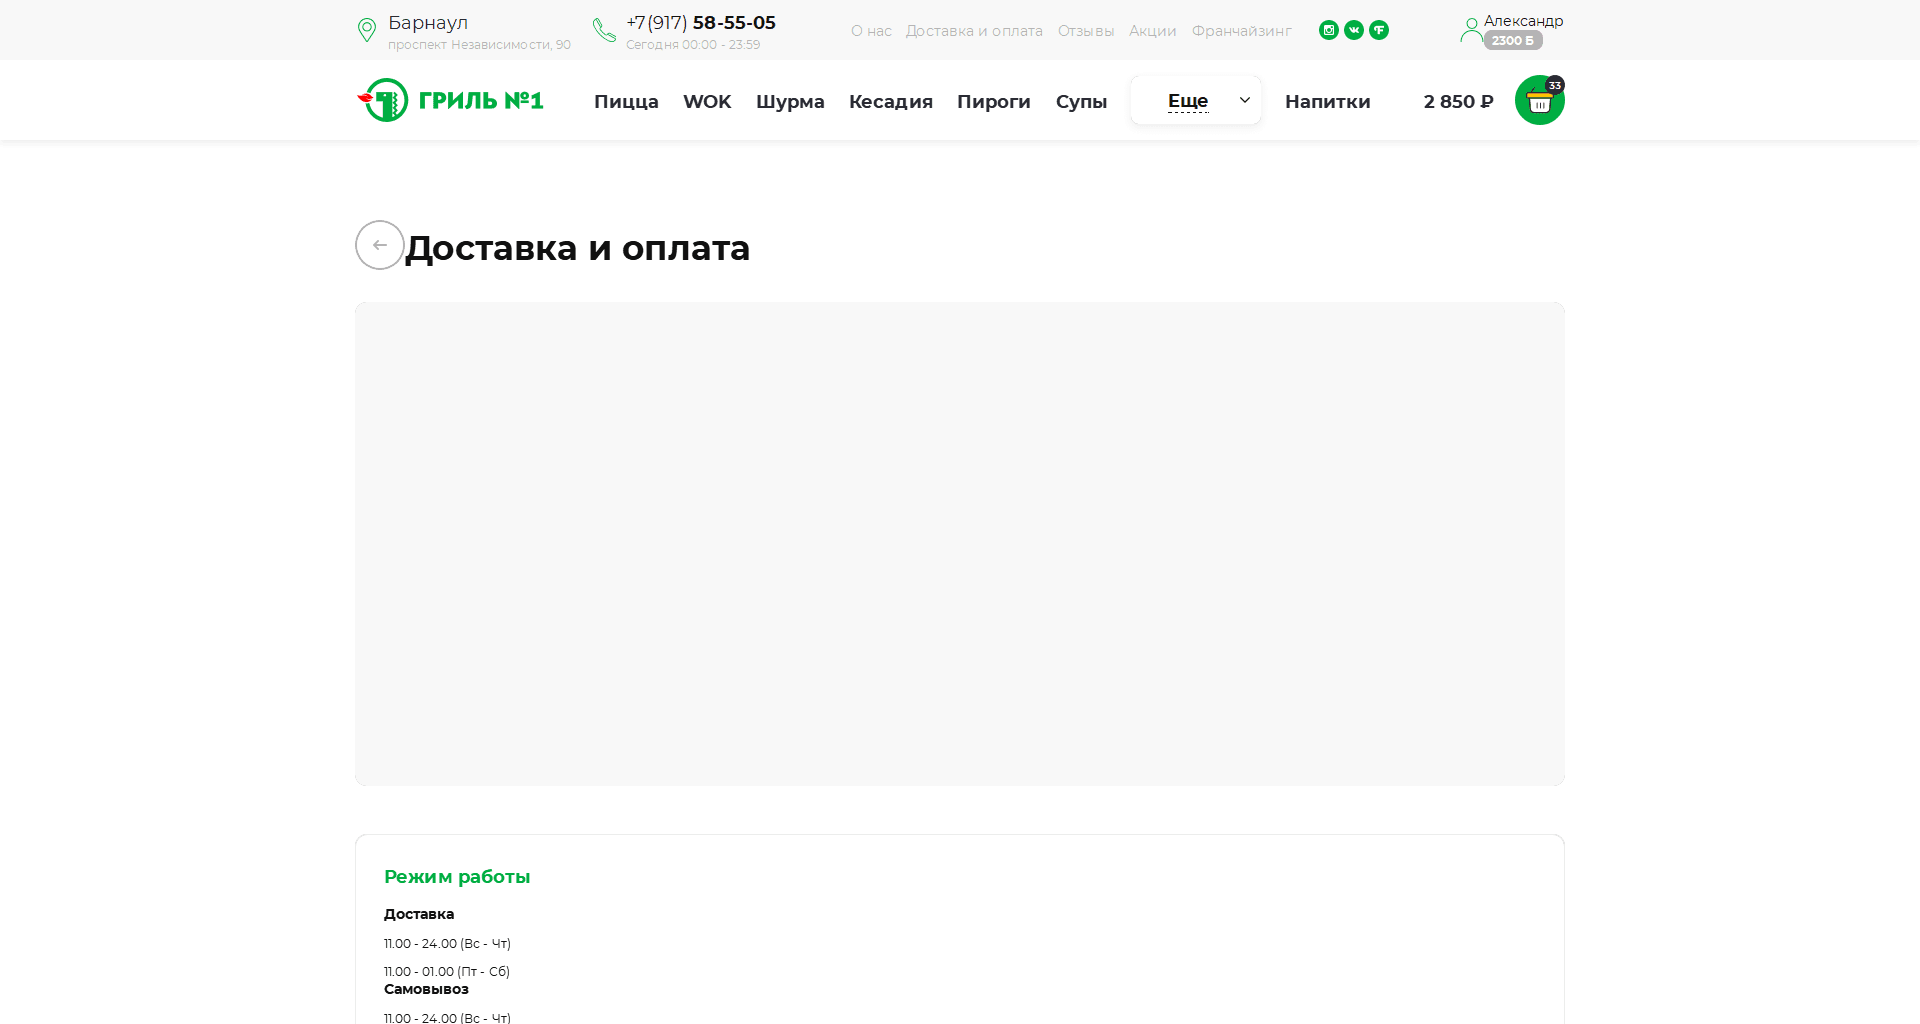 Барнаул
проспект Независимости, 90
+7(917) 58-55-05
Сегодня 00:00 - 23:59
О нас Доставка и оплата Отзывы Акции Франчайзинг
Александр
2300 Б
ГРИЛЬ №1
Пицца WOK Шурма Кесадия Пироги Супы Еще Напитки
2 850 ₽
33
Доставка и оплата
Режим работы
Доставка
11.00 - 24.00 (Вс - Чт)
11.00 - 01.00 (Пт - Сб)
Самовывоз
11.00 - 24.00 (Вс - Чт)